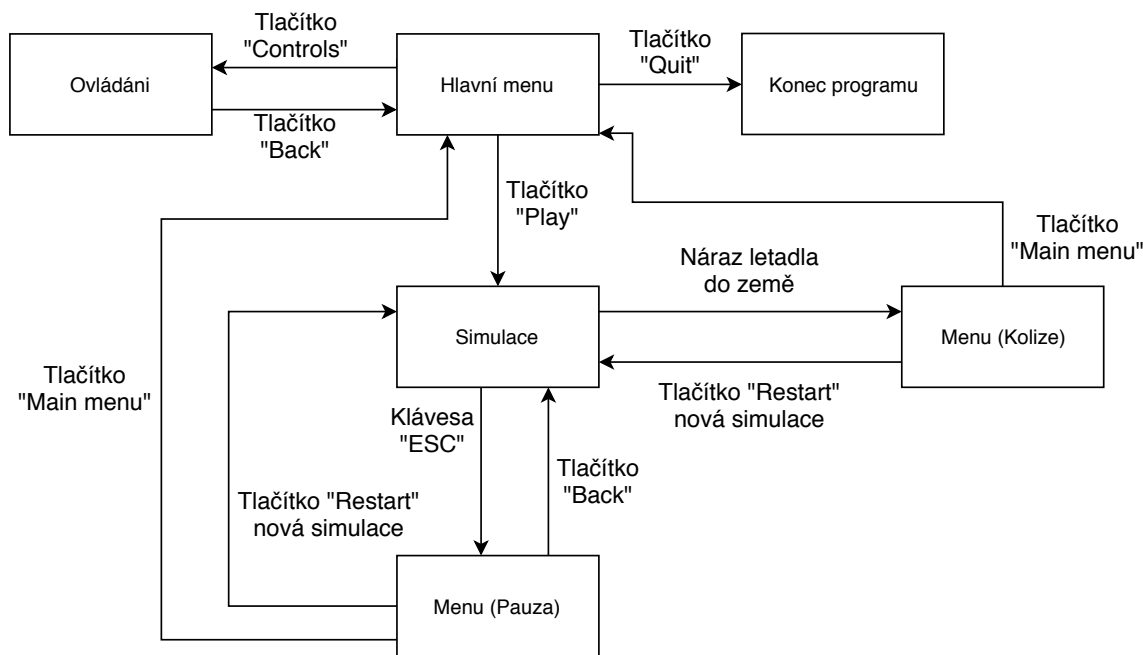 Tlačítko
"Controls"
Ovládáni
Tlačítko
"Back"
Hlavní menu
Tlačítko
"Quit"
Konec programu
Tlačítko
"Play"
Náraz letadla
do země
Tlačítko
"Main menu"
Simulace
Menu (Kolize)
Tlačítko "Restart"
nová simulace
Tlačítko
"Main menu"
Klávesa
"ESC"
Tlačítko
"Back"
Tlačítko "Restart"
nová simulace
Menu (Pauza)